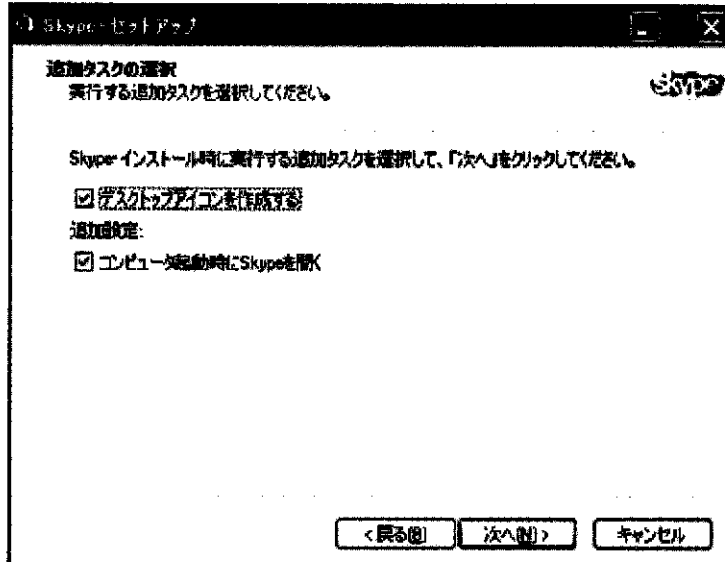 Skype - セットアップ
追加タスクの選択
実行する追加タスクを選択してください。
skype
Skype インストール時に実行する追加タスクを選択して、「次へ」をクリックしてください。
デスクトップアイコンを作成する
追加設定:
コンピュータ起動時にSkypeを開く
< 戻る(B)
次へ(N) >
キャンセル